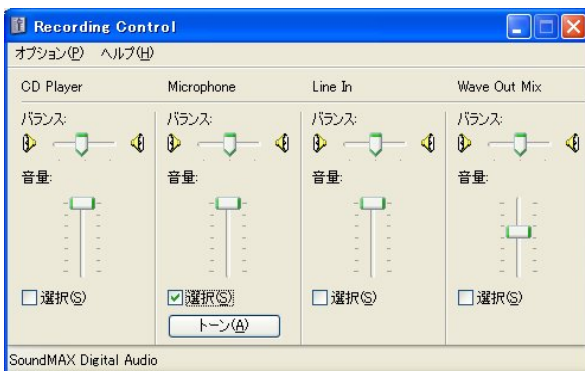 Recording Control
オプション(P) ヘルプ(H)
CD Player
バランス:
音量:
選択(S)
Microphone
バランス:
音量:
選択(S)
トーン(A)
Line In
バランス:
音量:
選択(S)
Wave Out Mix
バランス:
音量:
選択(S)
SoundMAX Digital Audio